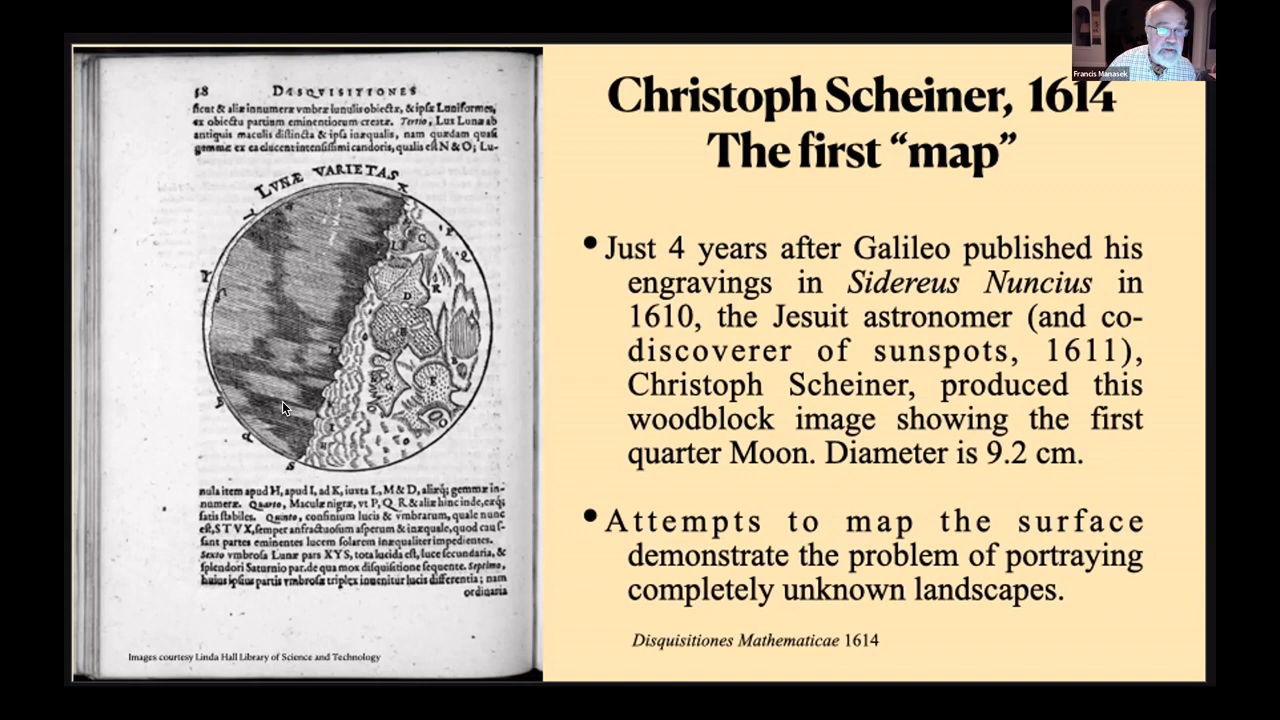 58 DISQVISITIONES
ficut & aliæ innumeræ vmbræ lunulis obiectæ, & ipsæ Luniformes,
ex obiectu partium eminentiorum creatæ. Tertio, Lux Lunæ ab
antiquis maculis distincta & ipsa inæqualis, nam quædam quasi
gemmæ ex ea elucent intensissimi candoris, qualis est N & O; Lu-
LVNÆ VARIETAS
nula item apud H, apud I, ad K, iuxta L, M & D, aliæq; gemmæ in-
numeræ. Quarto, Maculæ nigræ, vt P, Q R & aliæ hinc inde, exq;
satis stabiles. Quinto, confinium lucis & vmbrarum, quale nunc
est, S T V X, semper anfractuosum asperum & inæquale, quod cau s-
sant partes eminentes lucem solarem inæqualiter impedientes.
Sexto vmbrosa Lunæ pars XYS, tota lucida est, luce secundaria, &
splendori Saturnio par. de qua mox disquisitione sequente. Septimo,
huius ipsius partis vmbrosæ triplex inuenitur lucis differentia; nam
ordinaria
Images courtesy Linda Hall Library of Science and Technology
Christoph Scheiner, 1614
The first “map”
• Just 4 years after Galileo published his
engravings in Sidereus Nuncius in
1610, the Jesuit astronomer (and co-
discoverer of sunspots, 1611),
Christoph Scheiner, produced this
woodblock image showing the first
quarter Moon. Diameter is 9.2 cm.
• Attempts to map the surface
demonstrate the problem of portraying
completely unknown landscapes.
Disquisitiones Mathematicae 1614
Francis Manasek